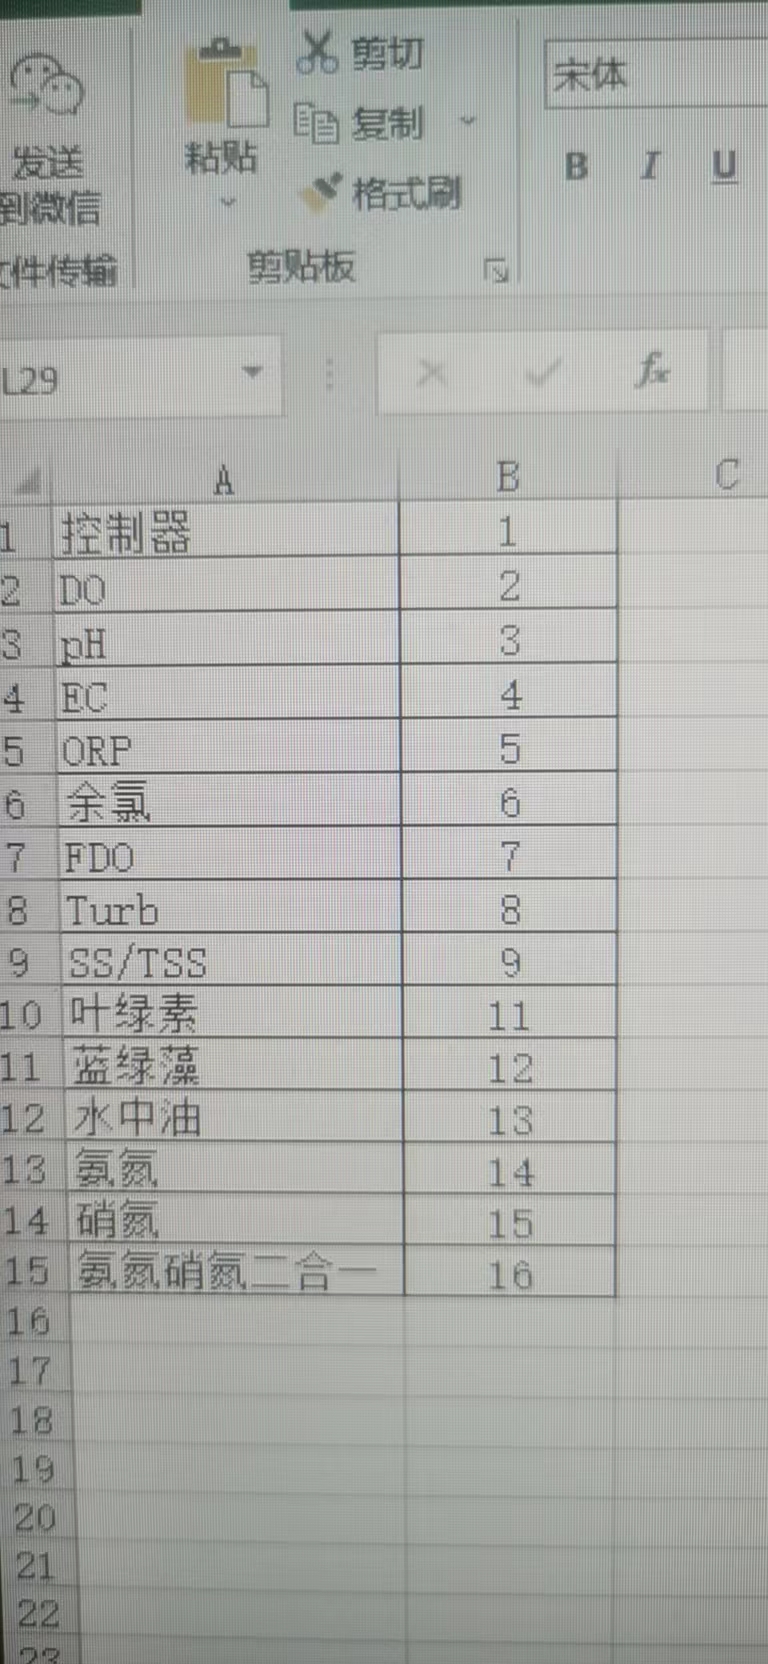 剪切
宋体
复制
粘贴
发送
到微信
格式刷
B I U
文件传输
剪贴板
L29
fx
A B C
1 控制器 1
2 DO 2
3 pH 3
4 EC 4
5 ORP 5
6 余氯 6
7 FDO 7
8 Turb 8
9 SS/TSS 9
10 叶绿素 11
11 蓝绿藻 12
12 水中油 13
13 氨氮 14
14 硝氮 15
15 氨氮硝氮二合一 16
16
17
18
19
20
21
22
23